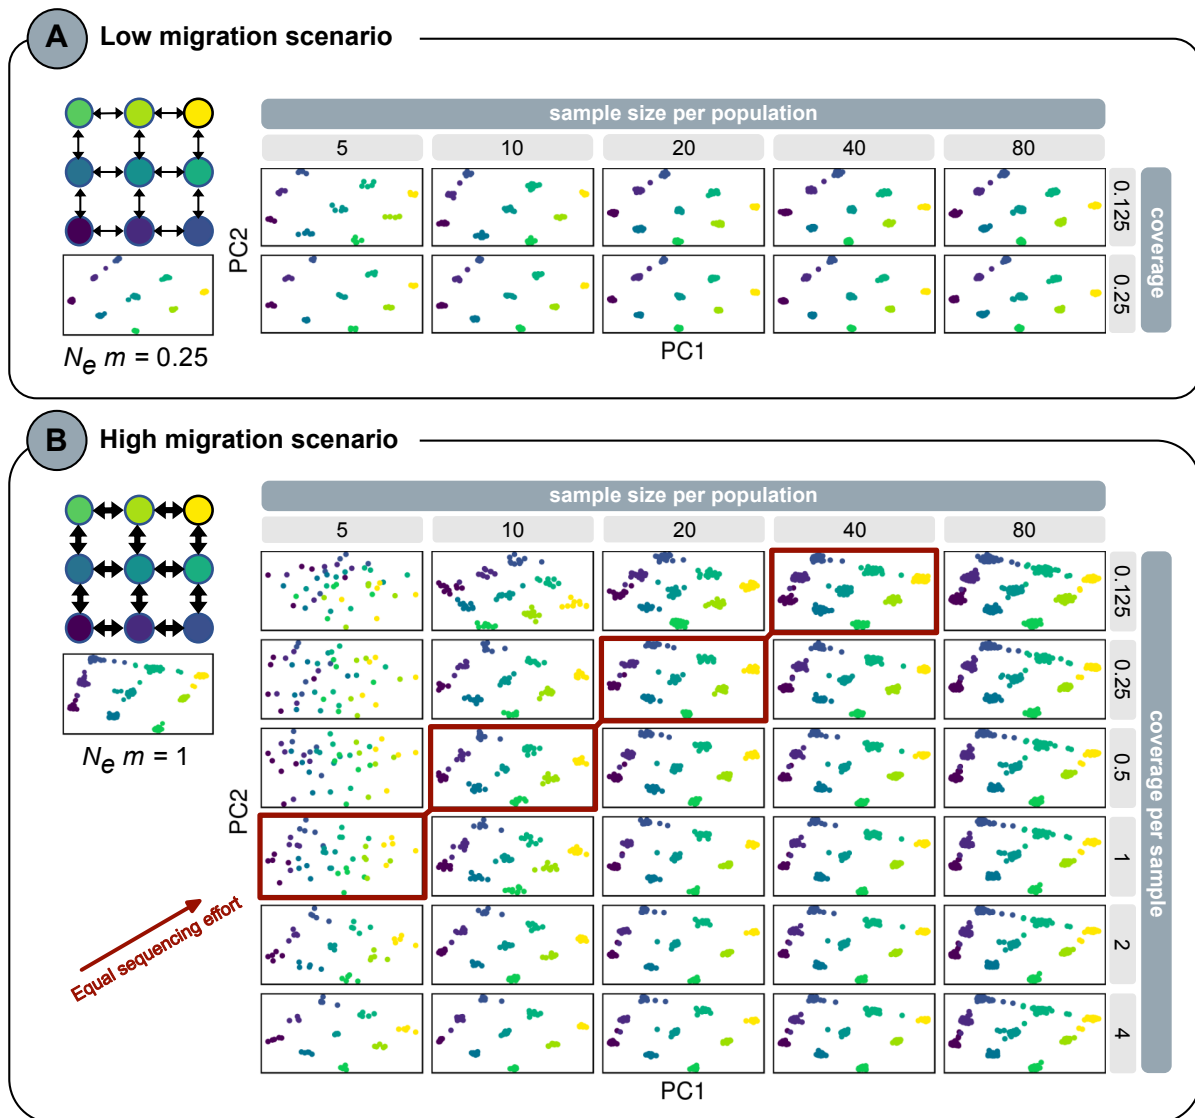 A Low migration scenario
sample size per population
5 10 20 40 80
0.125
0.25
coverage
PC2
PC1
Ne m = 0.25
B High migration scenario
sample size per population
5 10 20 40 80
0.125
0.25
0.5
1
2
4
coverage per sample
PC2
PC1
Ne m = 1
Equal sequencing effort